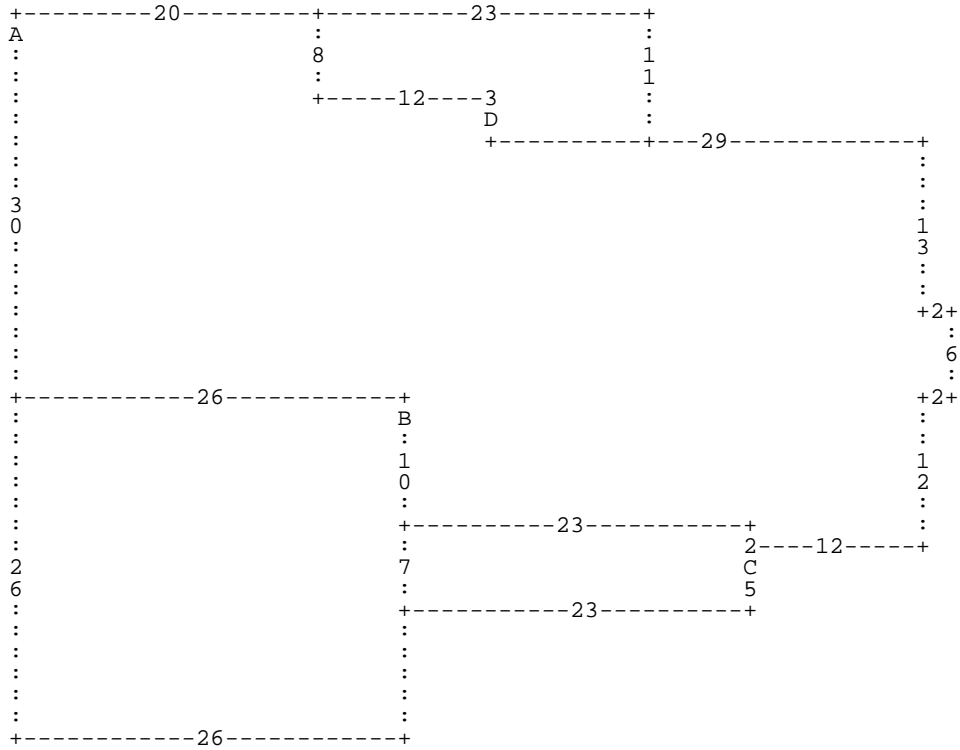 +---------20---------+----------23----------+
A                    :                      :
:                    8                      1
:                    :                      1
:                    +-----12----3          :
:                                D          :
:                                +----------+---29-------------+
:                                                              :
:                                                              :
3                                                              :
0                                                              1
:                                                              3
:                                                              :
:                                                              :
:                                                              +2+
:                                                                :
:                                                                6
:                                                                :
+------------26------------+                                   +2+
:                          B                                   :
:                          :                                   :
:                          1                                   1
:                          0                                   2
:                          :                                   :
:                          +----------23-----------+           :
:                          :                       2----12-----+
2                          7                       C
6                          :                       5
:                          +-----------23----------+
:                          :
:                          :
:                          :
:                          :
:                          :
+------------26------------+